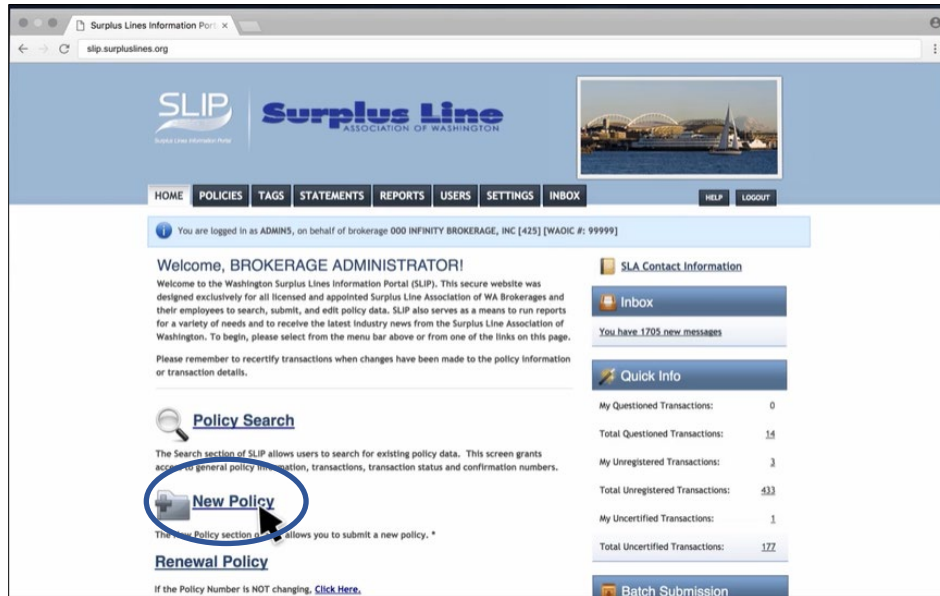 Surplus Lines Information Port
slip.surpluslines.org
SLIP
Surplus Lines Information Portal
Surplus Line
ASSOCIATION OF WASHINGTON
HOME POLICIES TAGS STATEMENTS REPORTS USERS SETTINGS INBOX
HELP LOGOUT
You are logged in as ADMIN5, on behalf of brokerage 000 INFINITY BROKERAGE, INC [425] [WAOIC #: 99999]
Welcome, BROKERAGE ADMINISTRATOR!
Welcome to the Washington Surplus Lines Information Portal (SLIP). This secure website was
designed exclusively for all licensed and appointed Surplus Line Association of WA Brokerages and
their employees to search, submit, and edit policy data. SLIP also serves as a means to run reports
for a variety of needs and to receive the latest industry news from the Surplus Line Association of
Washington. To begin, please select from the menu bar above or from one of the links on this page.
Please remember to recertify transactions when changes have been made to the policy information
or transaction details.
Policy Search
The Search section of SLIP allows users to search for existing policy data. This screen grants
access to general policy information, transactions, transaction status and confirmation numbers.
New Policy
The New Policy section allows you to submit a new policy. *
Renewal Policy
If the Policy Number is NOT changing, Click Here.
SLA Contact Information
Inbox
You have 1705 new messages
Quick Info
My Questioned Transactions: 0
Total Questioned Transactions: 14
My Unregistered Transactions: 3
Total Unregistered Transactions: 433
My Uncertified Transactions: 1
Total Uncertified Transactions: 177
Batch Submission